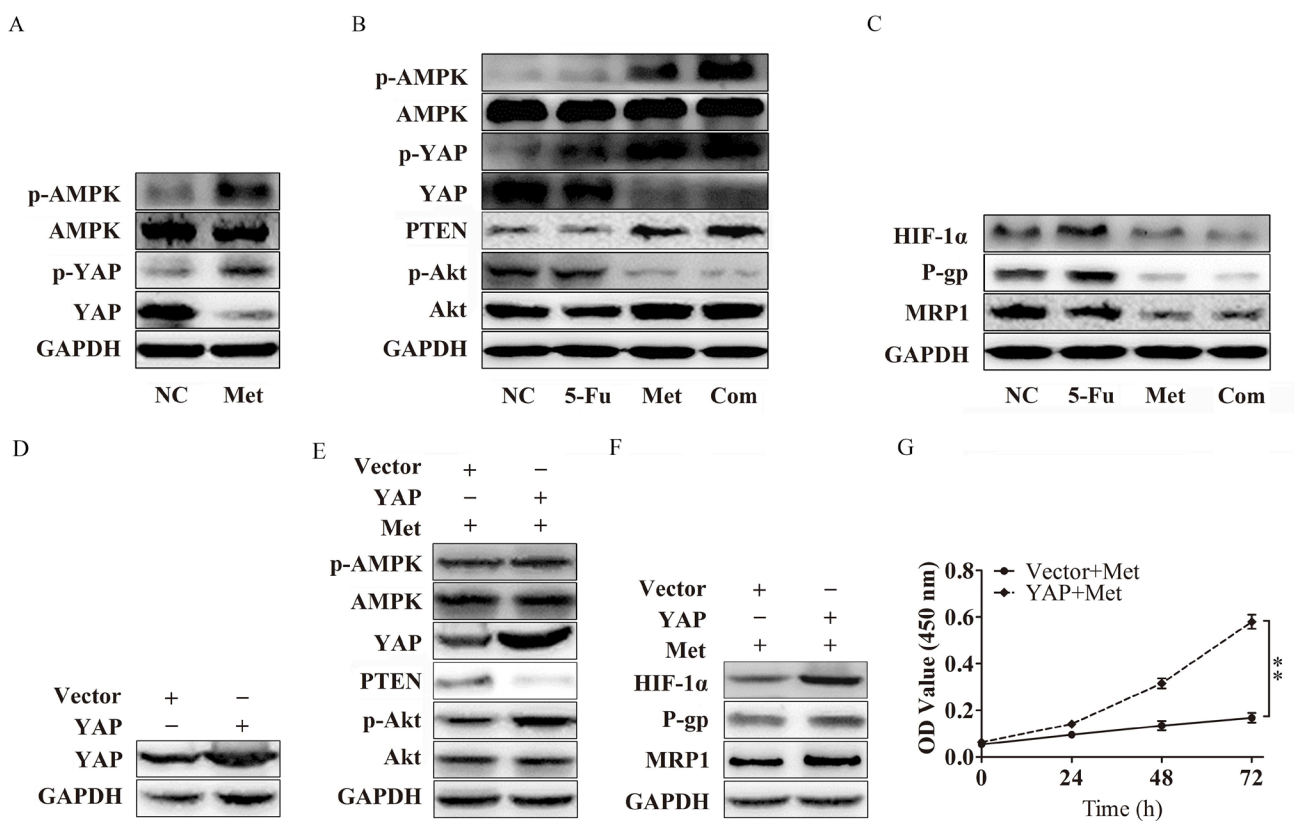 A
p-AMPK
AMPK
p-YAP
YAP
GAPDH
NC Met
B
p-AMPK
AMPK
p-YAP
YAP
PTEN
p-Akt
Akt
GAPDH
NC 5-Fu Met Com
C
HIF-1α
P-gp
MRP1
GAPDH
NC 5-Fu Met Com
D
Vector + −
YAP − +
YAP
GAPDH
E
Vector + −
YAP − +
Met + +
p-AMPK
AMPK
YAP
PTEN
p-Akt
Akt
GAPDH
F
Vector + −
YAP − +
Met + +
HIF-1α
P-gp
MRP1
GAPDH
G
OD Value (450 nm)
0.8
0.6
0.4
0.2
0.0
Vector+Met
YAP+Met
**
0 24 48 72
Time (h)